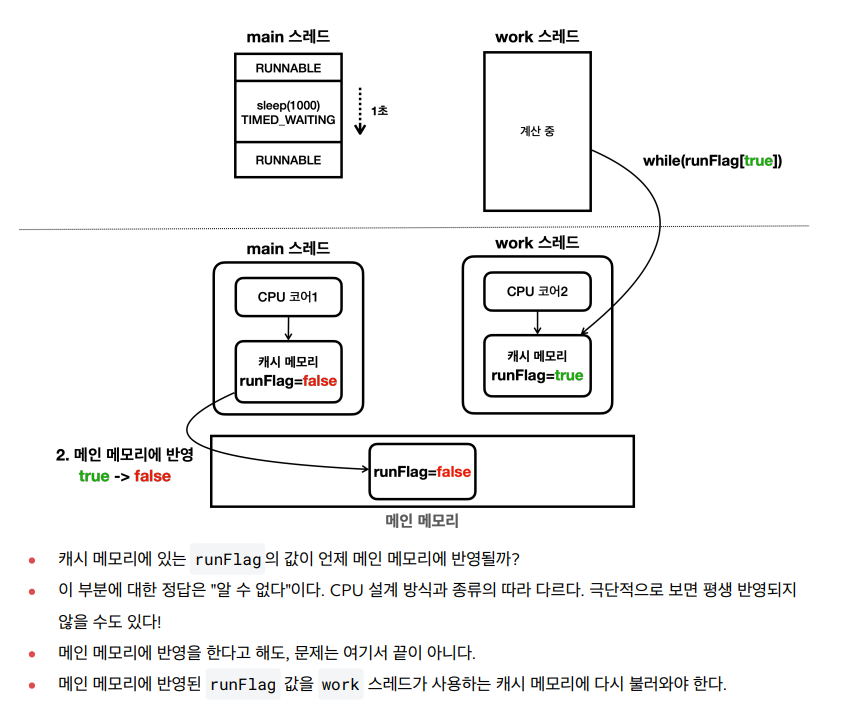 main 스레드
work 스레드
RUNNABLE
sleep(1000)
TIMED_WAITING
1초
RUNNABLE
계산 중
while(runFlag[true])
main 스레드
work 스레드
CPU 코어1
CPU 코어2
캐시 메모리
runFlag=false
캐시 메모리
runFlag=true
2. 메인 메모리에 반영
true -> false
runFlag=false
메인 메모리
• 캐시 메모리에 있는 runFlag의 값이 언제 메인 메모리에 반영될까?
• 이 부분에 대한 정답은 "알 수 없다"이다. CPU 설계 방식과 종류의 따라 다르다. 극단적으로 보면 평생 반영되지
않을 수도 있다!
• 메인 메모리에 반영을 한다고 해도, 문제는 여기서 끝이 아니다.
• 메인 메모리에 반영된 runFlag 값을 work 스레드가 사용하는 캐시 메모리에 다시 불러와야 한다.